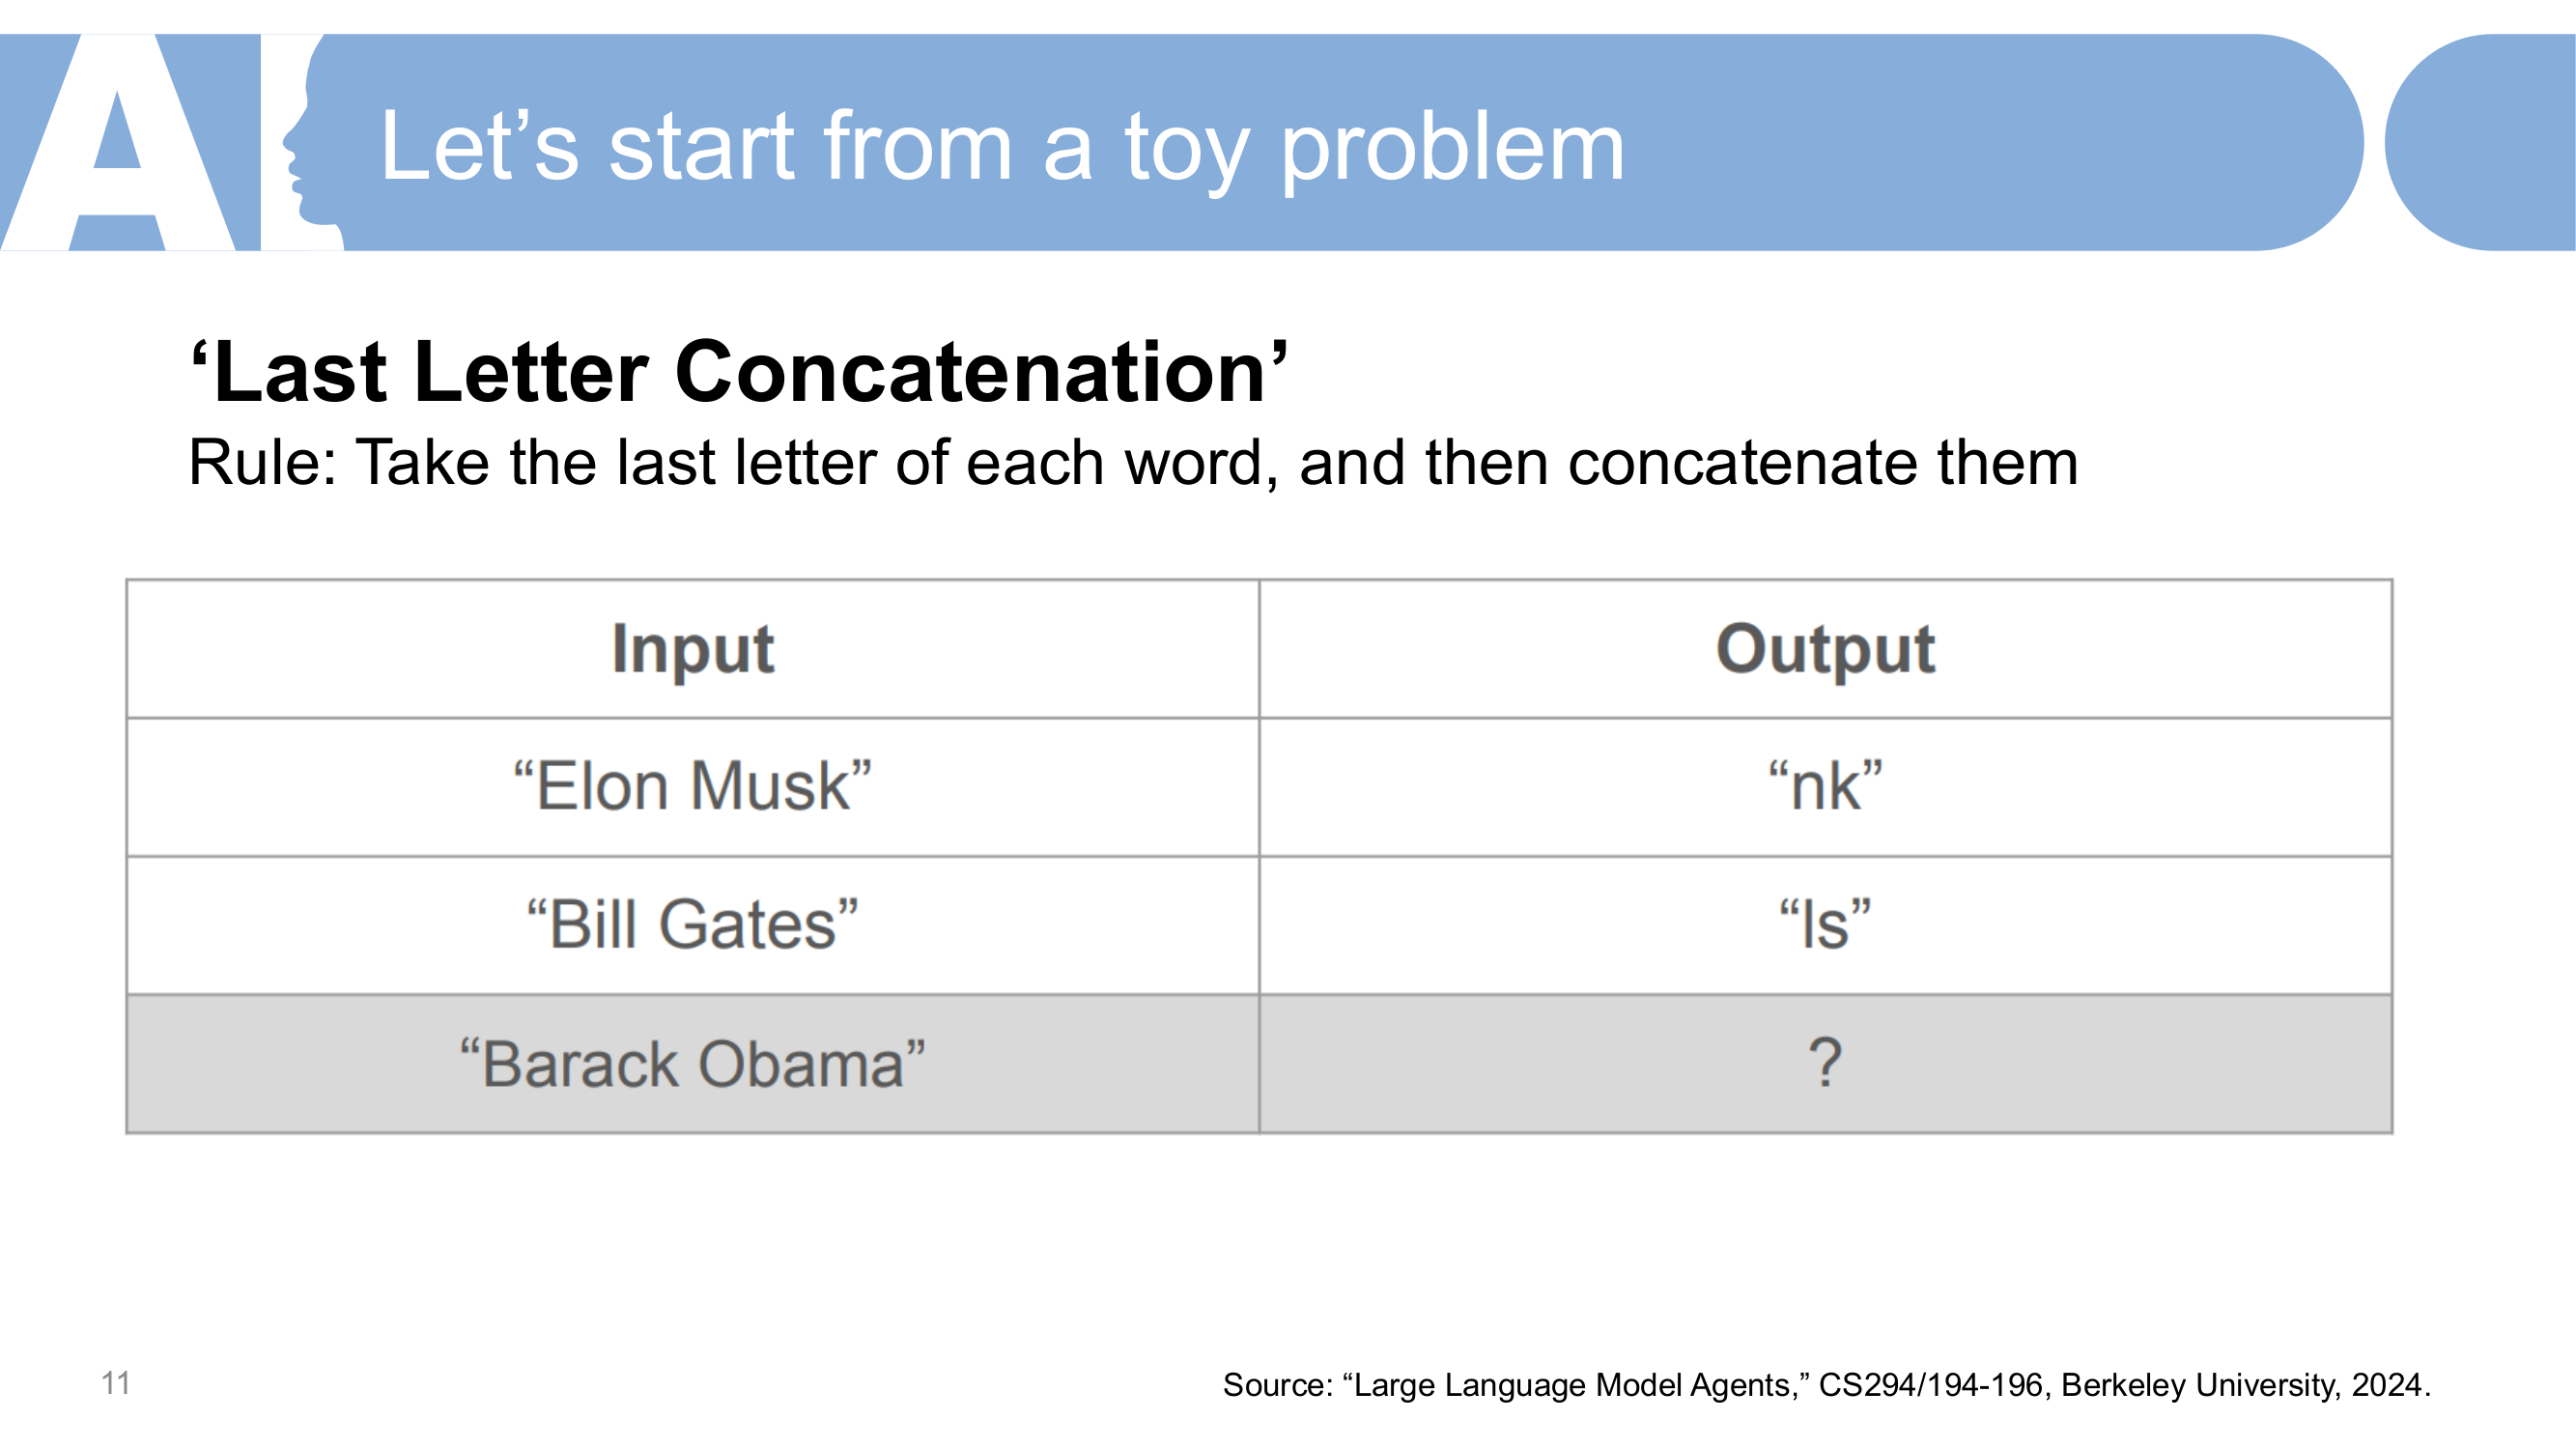 AI
Let’s start from a toy problem
‘Last Letter Concatenation’
Rule: Take the last letter of each word, and then concatenate them
Input Output
“Elon Musk” “nk”
“Bill Gates” “ls”
“Barack Obama” ?
11
Source: “Large Language Model Agents,” CS294/194-196, Berkeley University, 2024.